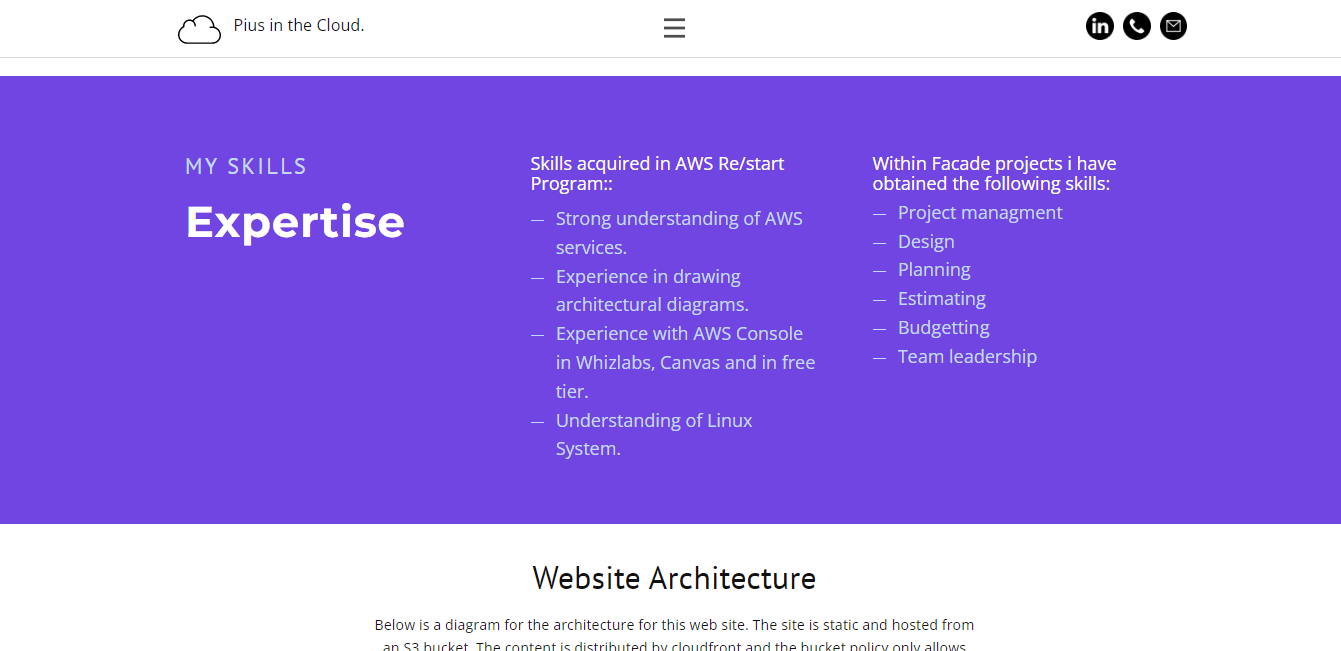 Pius in the Cloud.
MY SKILLS
Expertise
Skills acquired in AWS Re/start
Program::
— Strong understanding of AWS
services.
— Experience in drawing
architectural diagrams.
— Experience with AWS Console
in Whizlabs, Canvas and in free
tier.
— Understanding of Linux
System.
Within Facade projects i have
obtained the following skills:
— Project managment
— Design
— Planning
— Estimating
— Budgetting
— Team leadership
Website Architecture
Below is a diagram for the architecture for this web site. The site is static and hosted from
an S3 bucket. The content is distributed by cloudfront and the bucket policy only allows